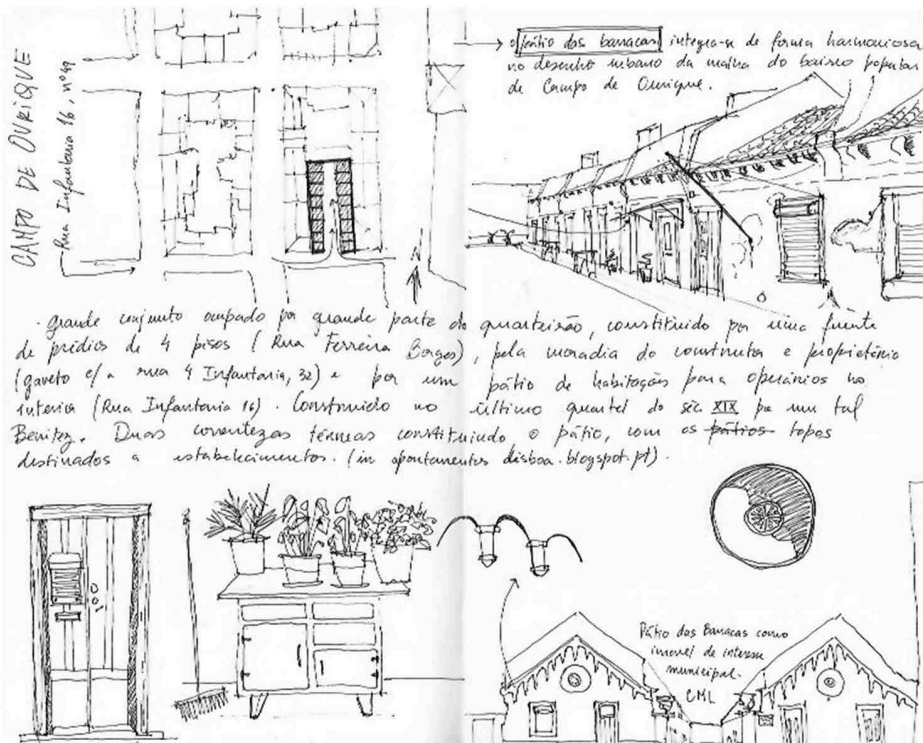 CAMPO DE OURIQUE
Rua Infantaria 16, nº 49
o pátio das barracas integra-se de forma harmoniosa
no desenho urbano da malha do bairro popular
de Campo de Ourique.
. grande conjunto ocupado por grande parte do quarteirão, constituído por uma frente
de prédios de 4 pisos (Rua Ferreira Borges), pela moradia do construtor e proprietário
(gaveto c/ a rua 4 Infantaria, 32) e por um pátio de habitações para operários no
interior (Rua Infantaria 16). Construído no último quartel do séc XIX por um tal
Benitez. Duas correntezas térreas constituindo o pátio, com os pátios topos
destinados a estabelecimentos. (in apontamentos lisboa.blogspot.pt).
Pátio das Barracas como
imóvel de interesse
municipal.
CML